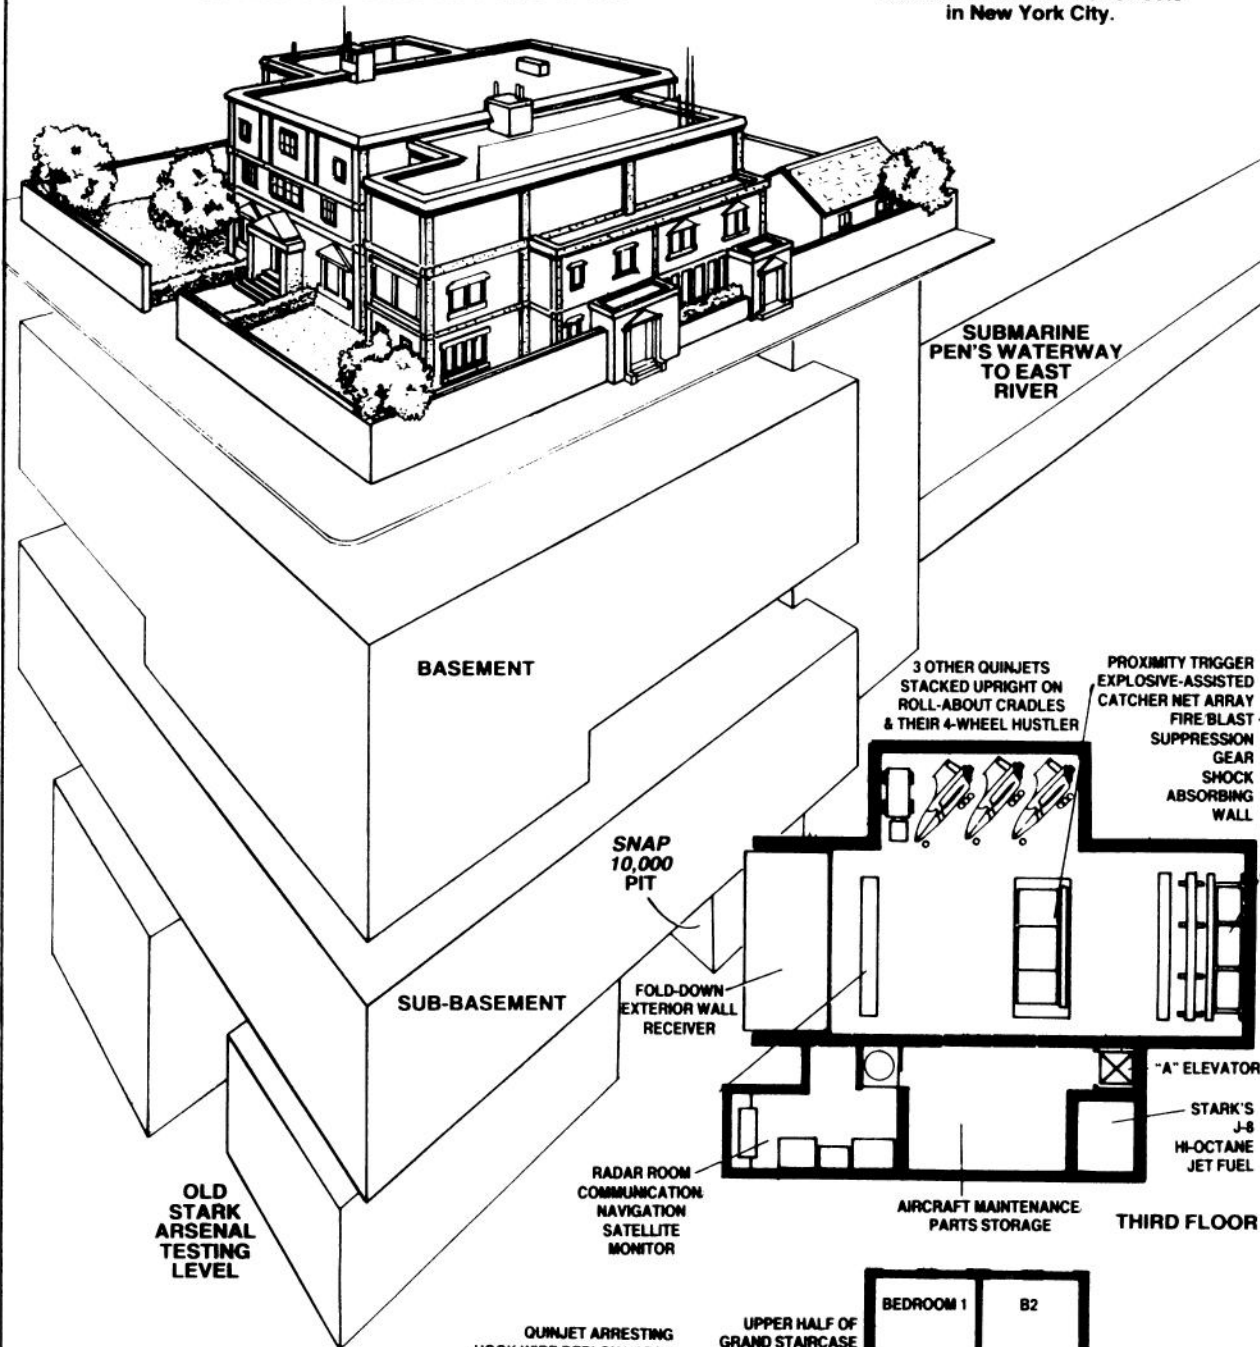 in New York City.
SUBMARINE
PEN'S WATERWAY
TO EAST
RIVER
BASEMENT
3 OTHER QUINJETS
STACKED UPRIGHT ON
ROLL-ABOUT CRADLES
& THEIR 4-WHEEL HUSTLER
PROXIMITY TRIGGER
EXPLOSIVE-ASSISTED
CATCHER NET ARRAY
FIRE/BLAST
SUPPRESSION
GEAR
SHOCK
ABSORBING
WALL
SNAP
10,000
PIT
SUB-BASEMENT
FOLD-DOWN
EXTERIOR WALL
RECEIVER
"A" ELEVATOR
STARK'S
J-8
HI-OCTANE
JET FUEL
RADAR ROOM
COMMUNICATION
NAVIGATION
SATELLITE
MONITOR
AIRCRAFT MAINTENANCE
PARTS STORAGE
THIRD FLOOR
OLD
STARK
ARSENAL
TESTING
LEVEL
BEDROOM 1
B2
UPPER HALF OF
GRAND STAIRCASE
QUINJET ARRESTING